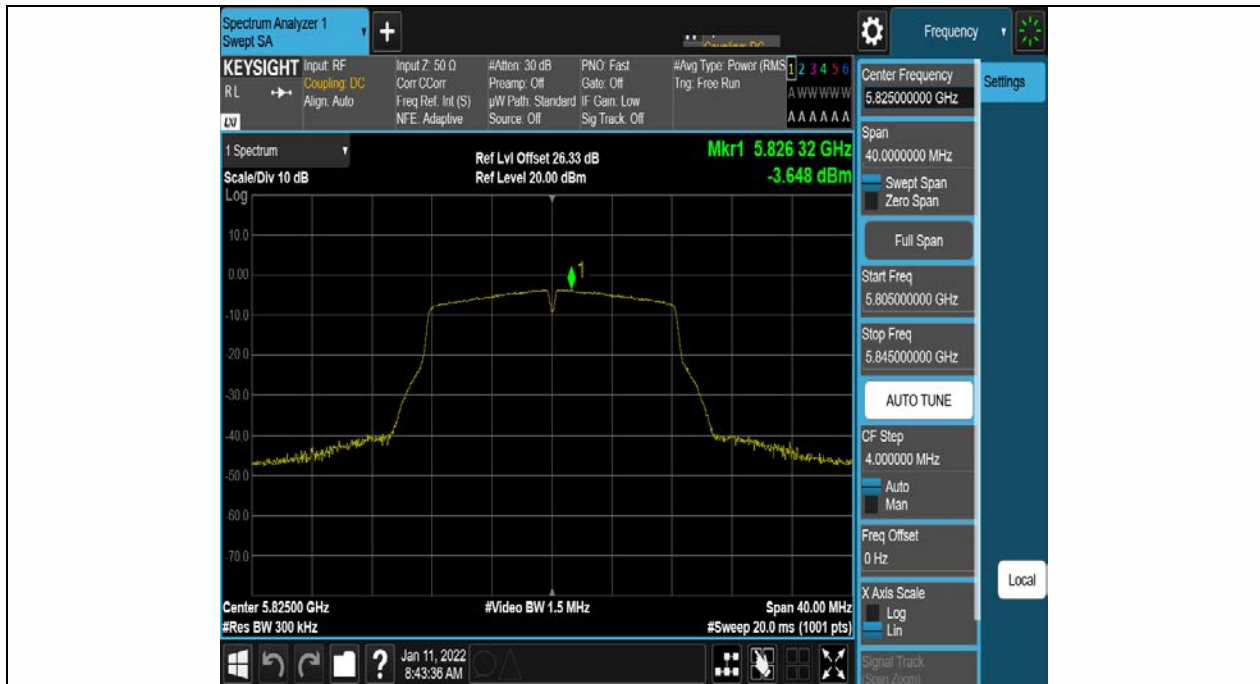 Spectrum Analyzer 1
Swept SA
+
Frequency
KEYSIGHT
RL
LXI
Input: RF
Coupling: DC
Align: Auto
Input Z: 50 Ω
Corr CCorr
Freq Ref: Int (S)
NFE: Adaptive
#Atten: 30 dB
Preamp: Off
µW Path: Standard
Source: Off
PNO: Fast
Gate: Off
IF Gain: Low
Sig Track: Off
#Avg Type: Power (RMS
Trig: Free Run
1 2 3 4 5 6
A W W W W W
A A A A A A
1 Spectrum
Scale/Div 10 dB
Log
Ref Lvl Offset 26.33 dB
Ref Level 20.00 dBm
Mkr1 5.826 32 GHz
-3.648 dBm
10.0
0.00
-10.0
-20.0
-30.0
-40.0
-50.0
-60.0
-70.0
1
Center 5.82500 GHz
#Res BW 300 kHz
#Video BW 1.5 MHz
Span 40.00 MHz
#Sweep 20.0 ms (1001 pts)
?
Jan 11, 2022
8:43:36 AM
Center Frequency
5.825000000 GHz
Span
40.0000000 MHz
Swept Span
Zero Span
Full Span
Start Freq
5.805000000 GHz
Stop Freq
5.845000000 GHz
AUTO TUNE
CF Step
4.000000 MHz
Auto
Man
Freq Offset
0 Hz
X Axis Scale
Log
Lin
Signal Track
(Span Zoom)
Settings
Local